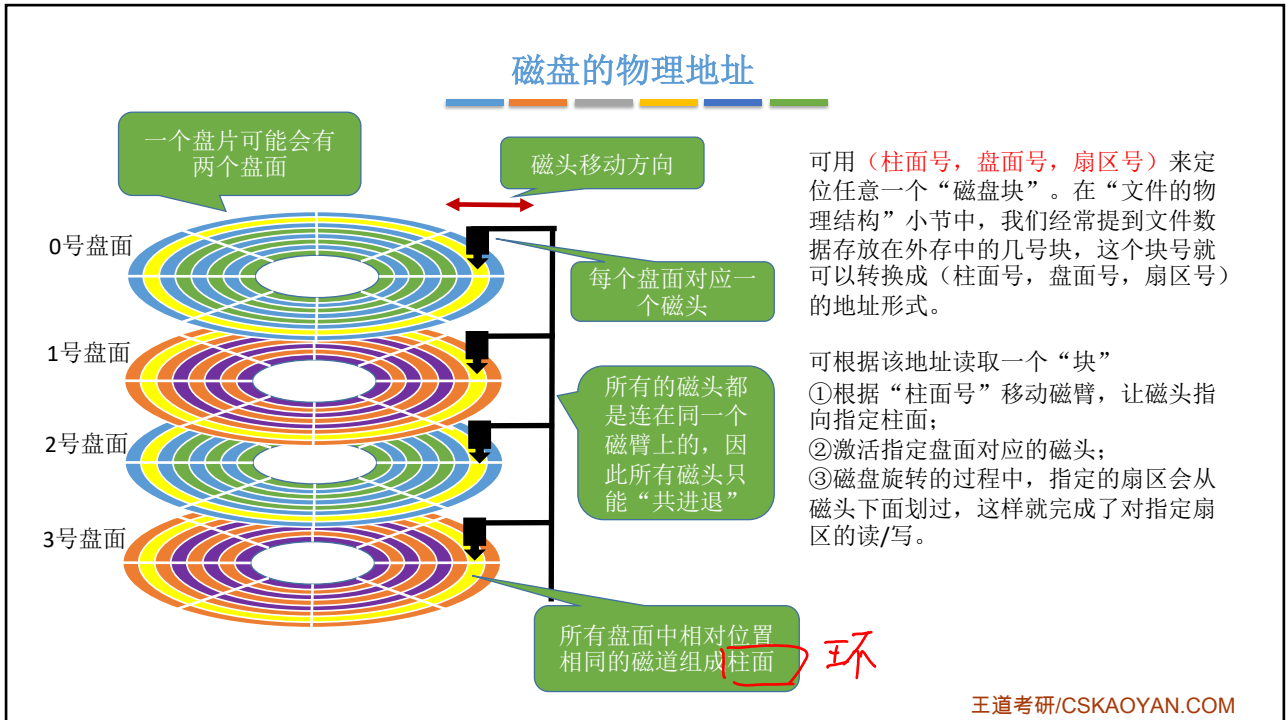 磁盘的物理地址
一个盘片可能会有
两个盘面
磁头移动方向
0号盘面
每个盘面对应一
个磁头
1号盘面
所有的磁头都
是连在同一个
磁臂上的，因
此所有磁头只
能“共进退”
2号盘面
3号盘面
所有盘面中相对位置
相同的磁道组成柱面
环
可用（柱面号，盘面号，扇区号）来定
位任意一个“磁盘块”。在“文件的物
理结构”小节中，我们经常提到文件数
据存放在外存中的几号块，这个块号就
可以转换成（柱面号，盘面号，扇区号）
的地址形式。
可根据该地址读取一个“块”
①根据“柱面号”移动磁臂，让磁头指
向指定柱面；
②激活指定盘面对应的磁头；
③磁盘旋转的过程中，指定的扇区会从
磁头下面划过，这样就完成了对指定扇
区的读/写。
王道考研/CSKAOYAN.COM